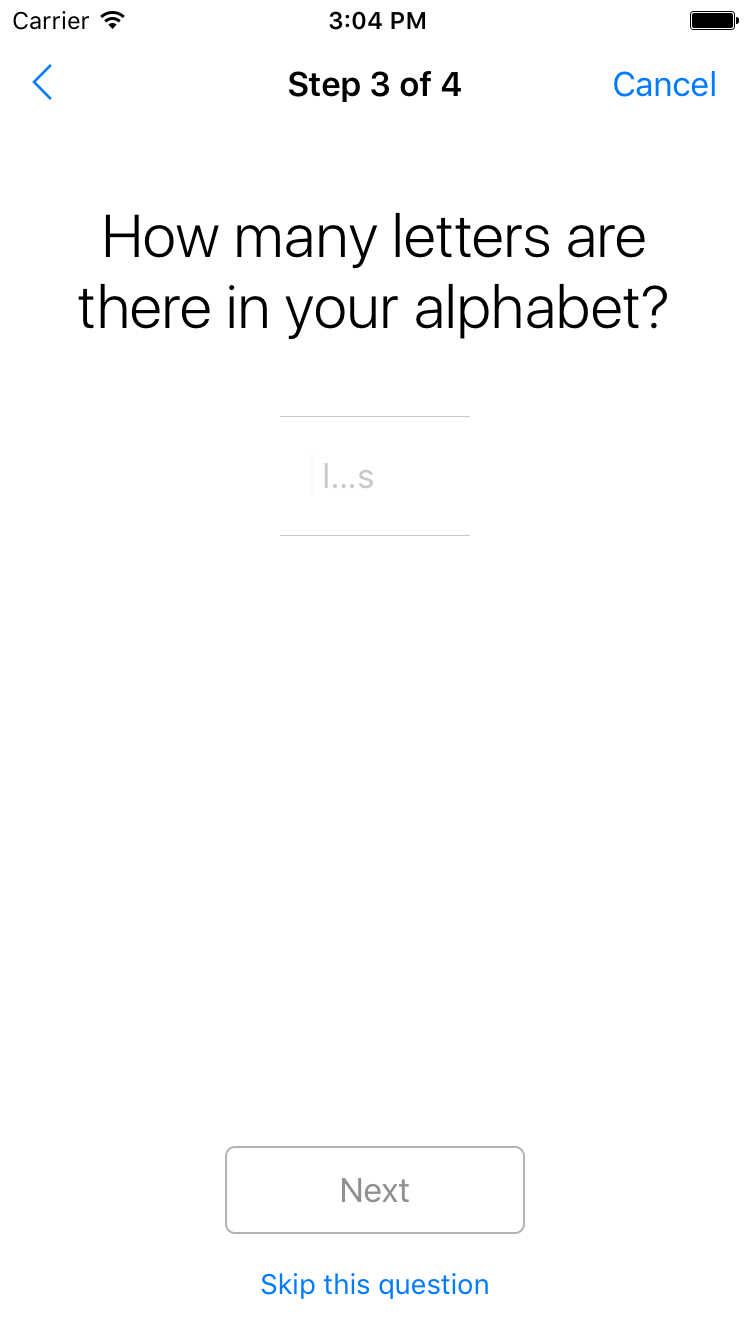 Carrier 3:04 PM
Step 3 of 4 Cancel
How many letters are
there in your alphabet?
l...s
Next
Skip this question